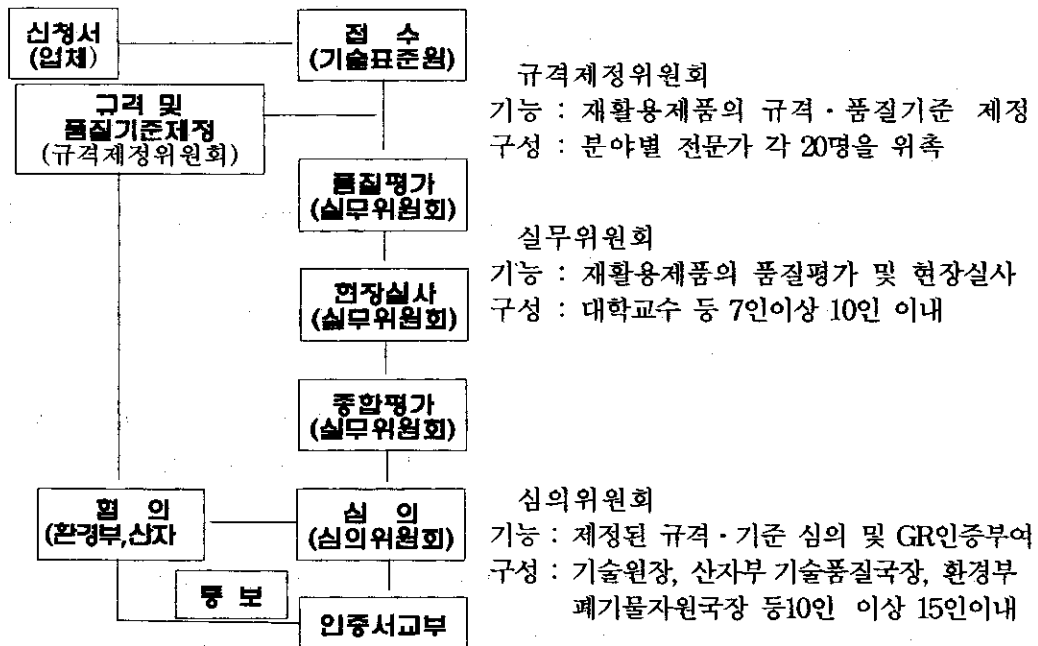 신청서
(업체)
접 수
(기술표준원)
규격 및
품질기준제정
(규격제정위원회)
품질평가
(실무위원회)
현장실사
(실무위원회)
종합평가
(실무위원회)
협 의
(환경부,산자
심 의
(심의위원회)
통 보
인증서교부
규격제정위원회
기능 : 재활용제품의 규격·품질기준 제정
구성 : 분야별 전문가 각 20명을 위촉
실무위원회
기능 : 재활용제품의 품질평가 및 현장실사
구성 : 대학교수 등 7인이상 10인 이내
심의위원회
기능 : 제정된 규격·기준 심의 및 GR인증부여
구성 : 기술원장, 산자부 기술품질국장, 환경부
폐기물자원국장 등10인 이상 15인이내